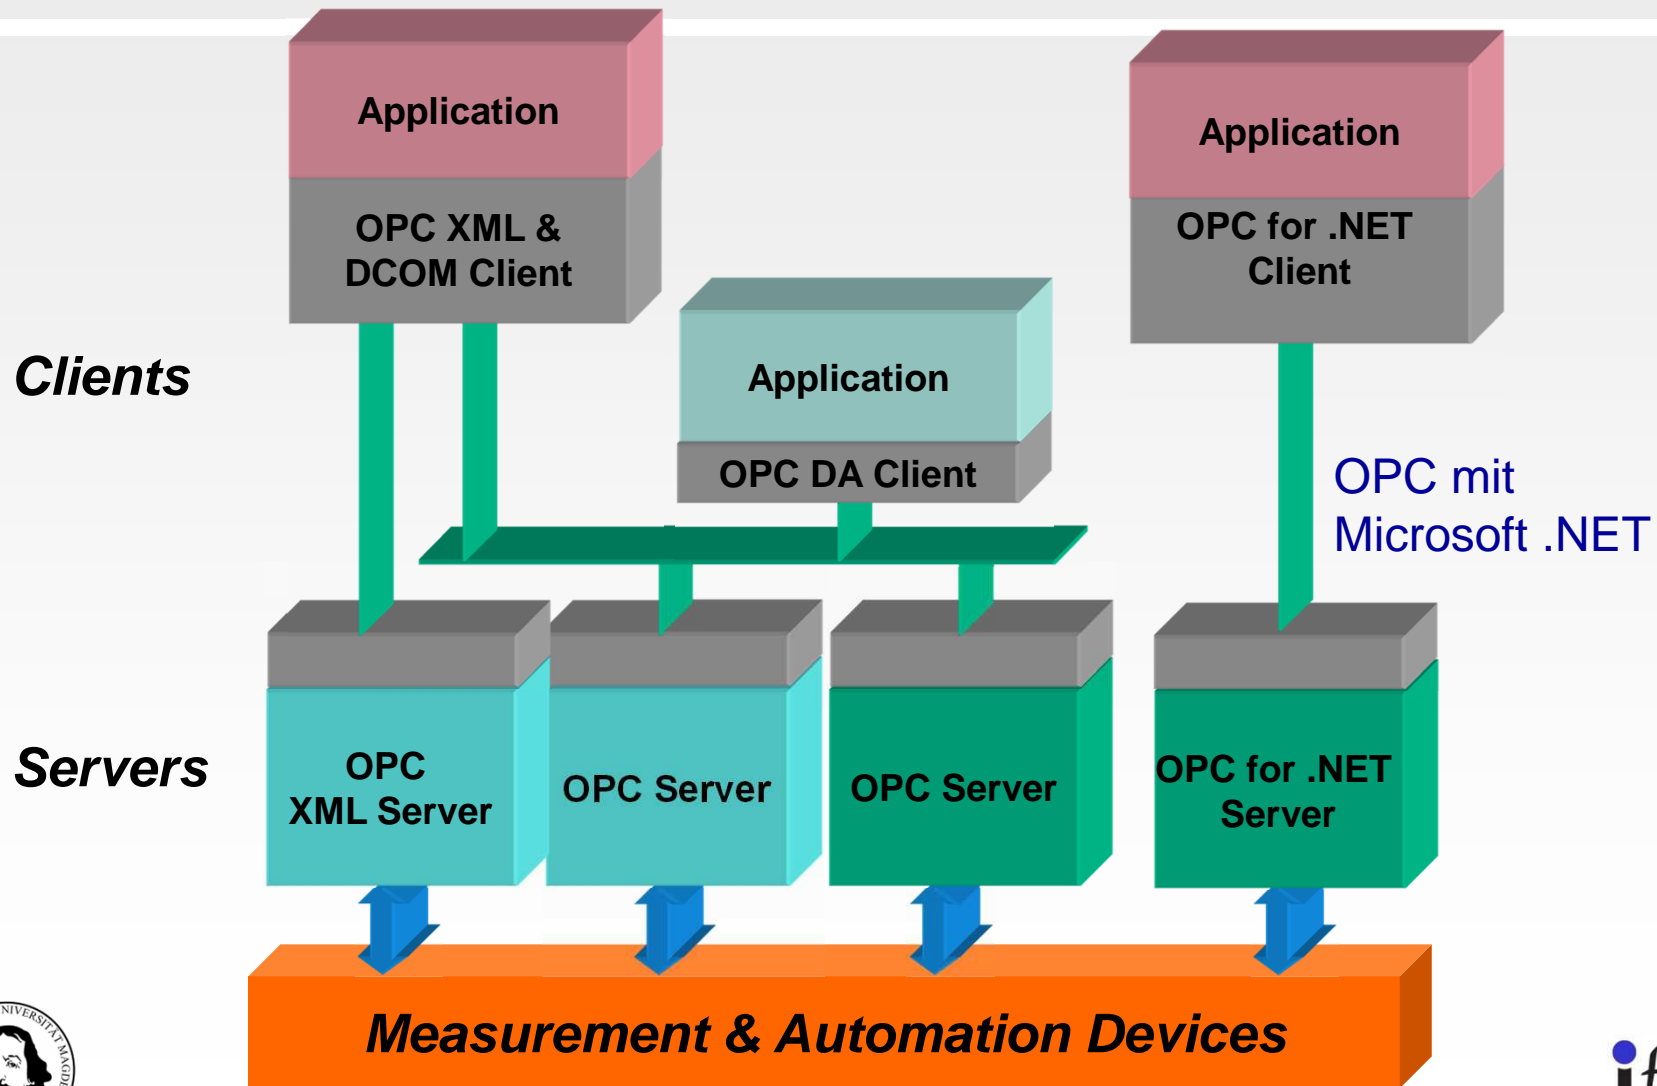 Application
OPC XML &
DCOM Client
Application
OPC for .NET
Client
Clients
Application
OPC DA Client
OPC mit
Microsoft .NET
Servers
OPC
XML Server
OPC Server
OPC Server
OPC for .NET
Server
Measurement & Automation Devices